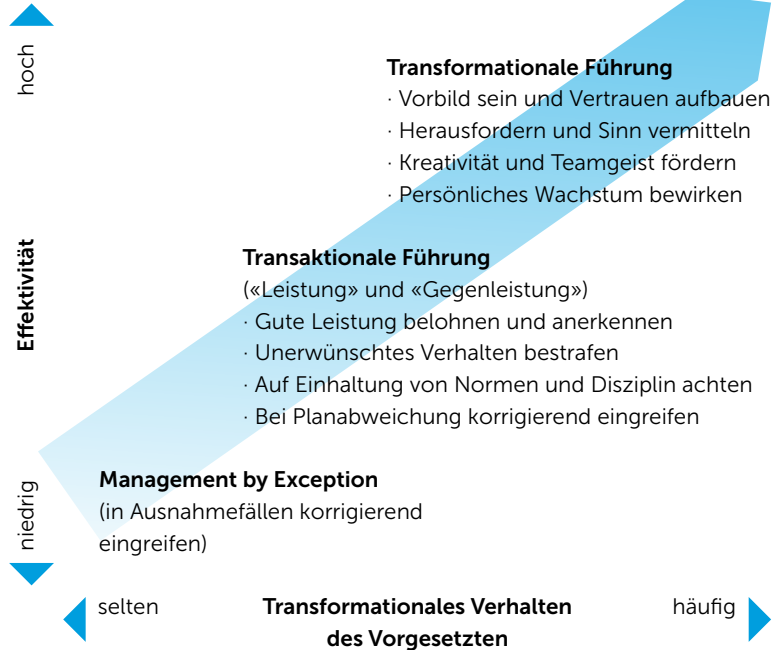 hoch
Transformationale Führung
· Vorbild sein und Vertrauen aufbauen
· Herausfordern und Sinn vermitteln
· Kreativität und Teamgeist fördern
· Persönliches Wachstum bewirken
Effektivität
Transaktionale Führung
(«Leistung» und «Gegenleistung»)
· Gute Leistung belohnen und anerkennen
· Unerwünschtes Verhalten bestrafen
· Auf Einhaltung von Normen und Disziplin achten
· Bei Planabweichung korrigierend eingreifen
niedrig
Management by Exception
(in Ausnahmefällen korrigierend
eingreifen)
selten
Transformationales Verhalten
des Vorgesetzten
häufig